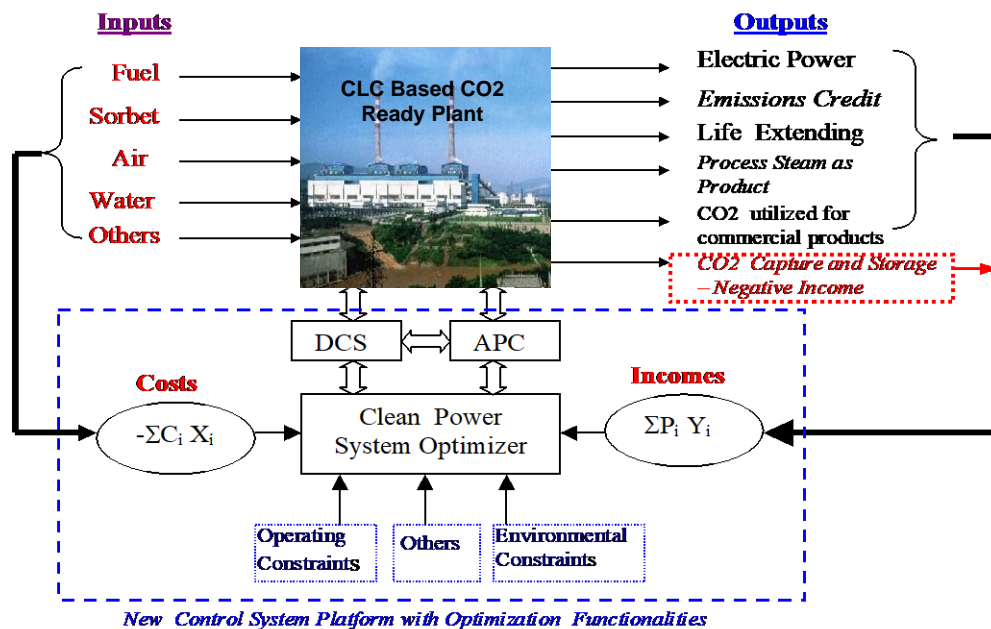 Inputs
Outputs
Fuel
Sorbet
Air
Water
Others
CLC Based CO2
Ready Plant
Electric Power
Emissions Credit
Life Extending
Process Steam as
Product
CO2 utilized for
commercial products
CO2 Capture and Storage
–Negative Income
DCS
APC
Costs
Incomes
-ΣCi Xi
Clean Power
System Optimizer
ΣPi Yi
Operating
Constraints
Others
Environmental
Constraints
New Control System Platform with Optimization Functionalities